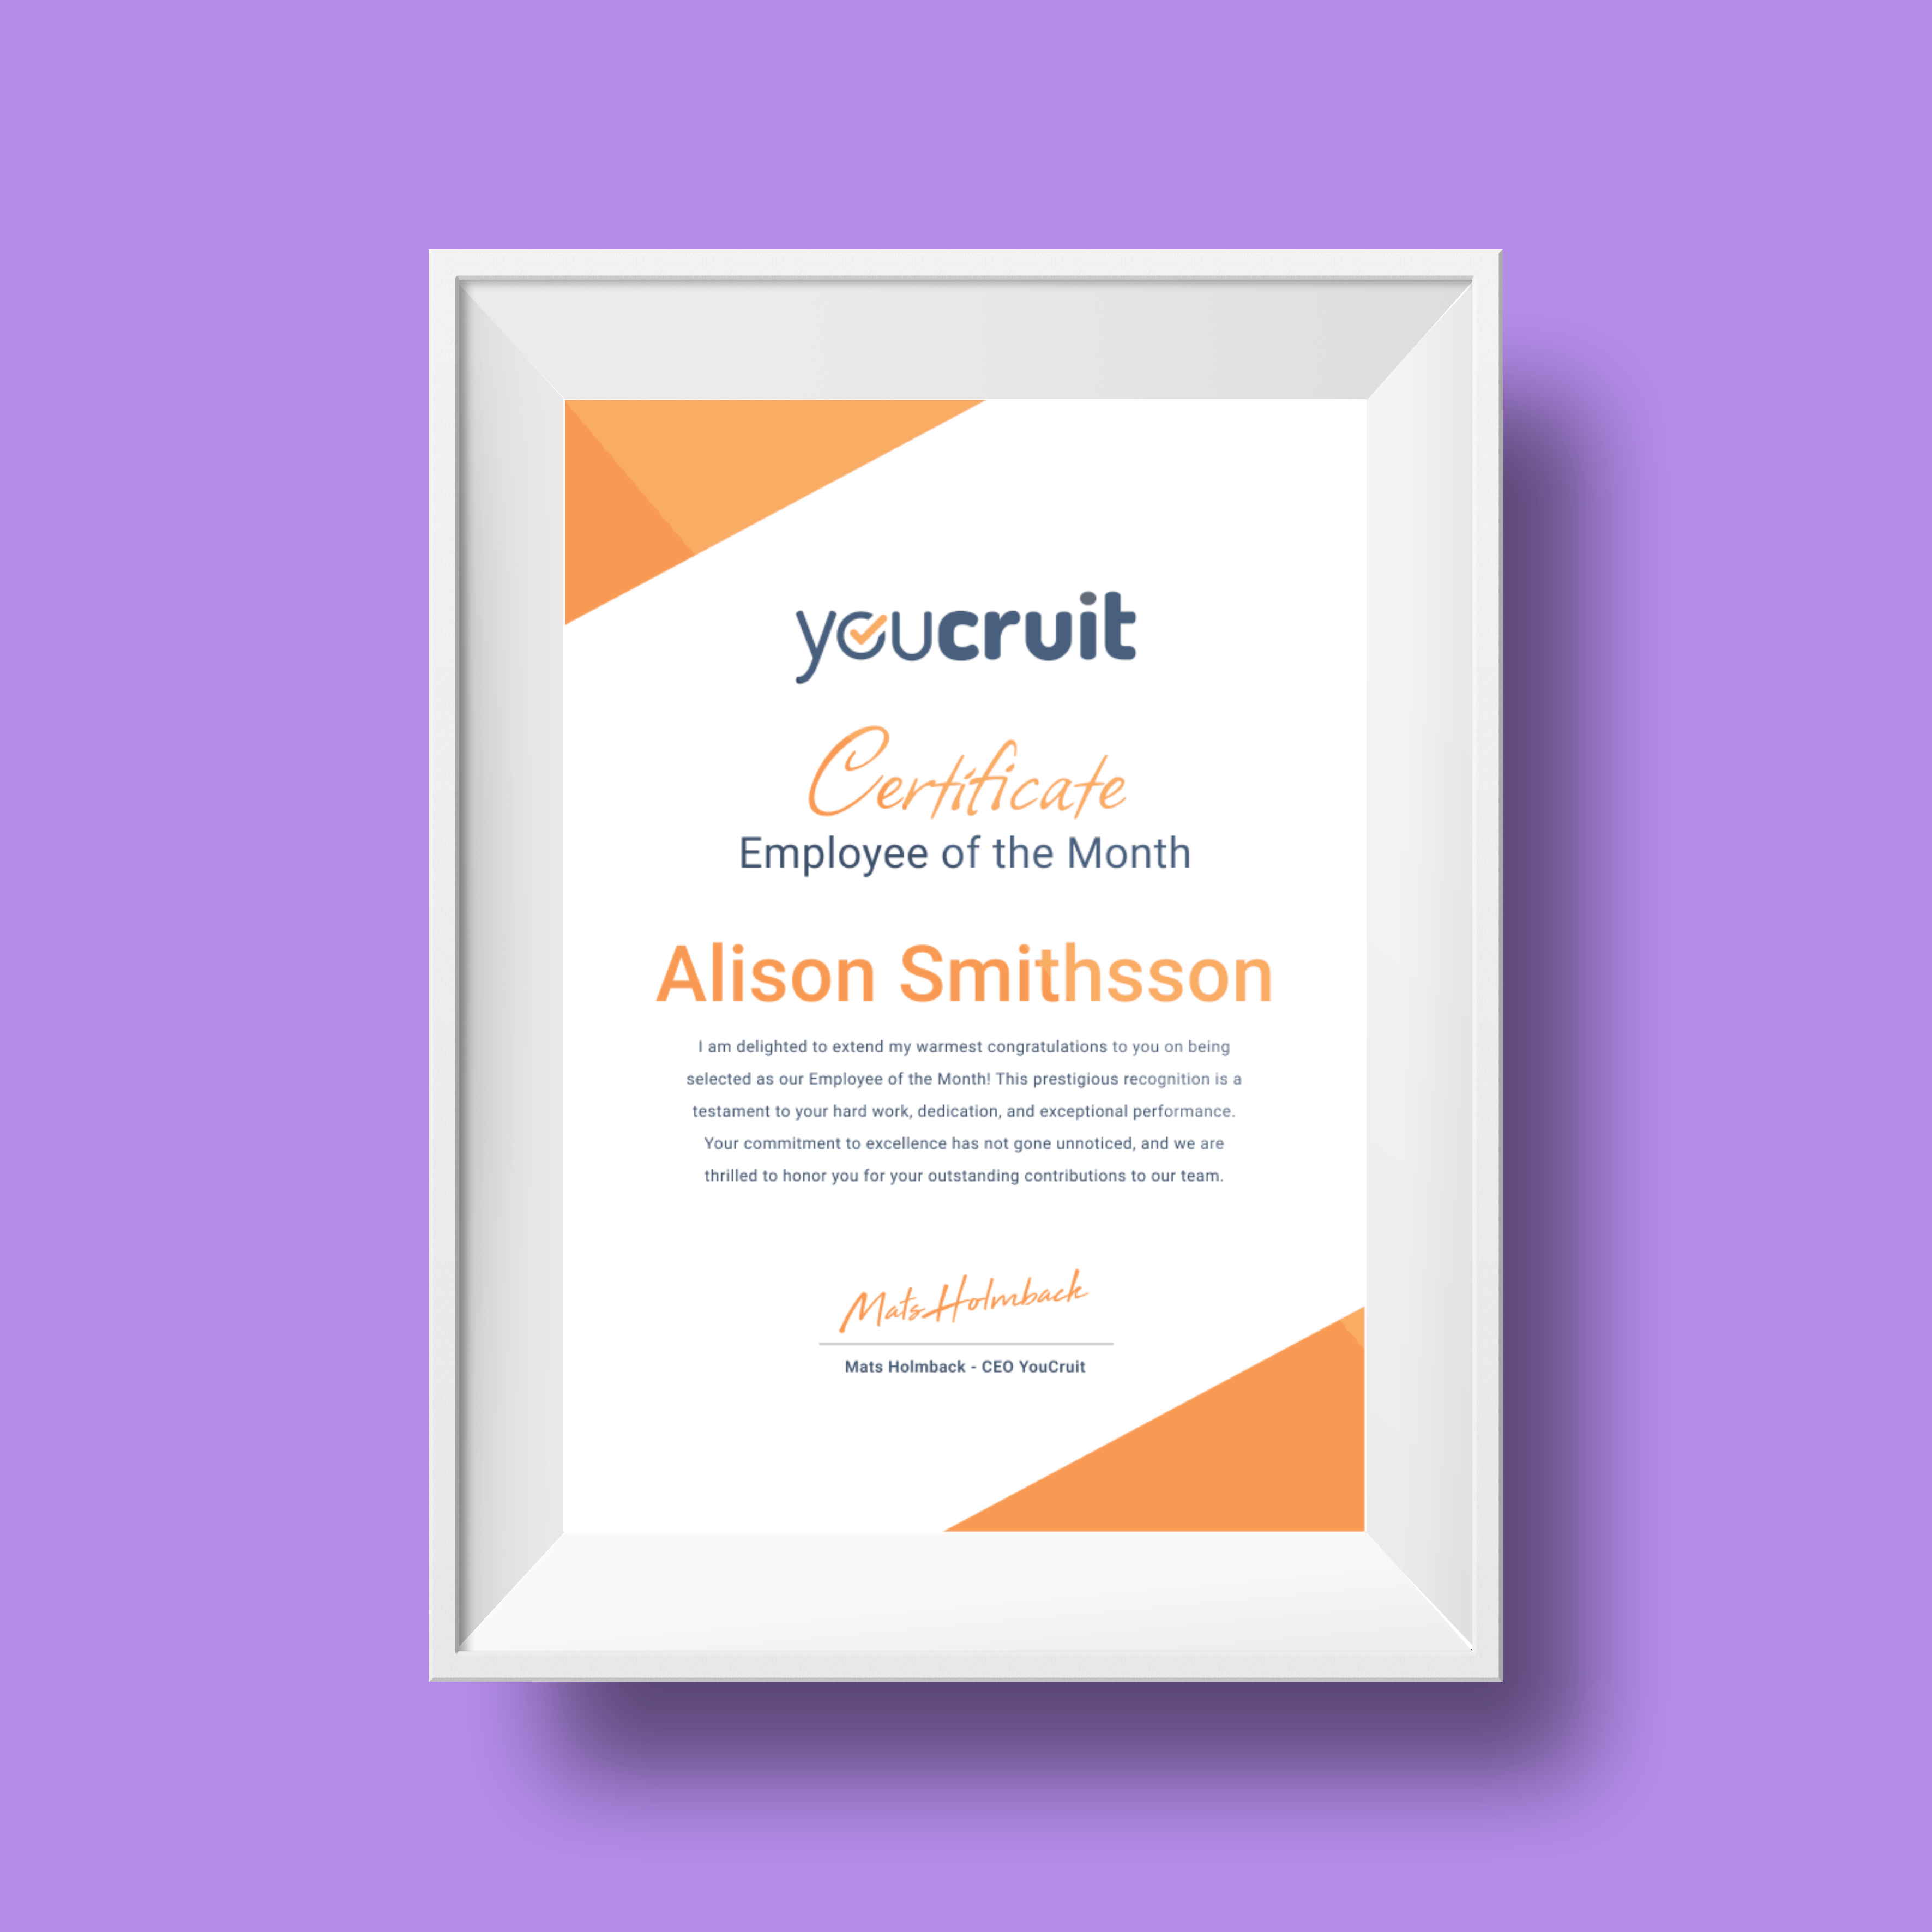 youcruit
Certificate
Employee of the Month
Alison Smithsson
I am delighted to extend my warmest congratulations to you on being
selected as our Employee of the Month! This prestigious recognition is a
testament to your hard work, dedication, and exceptional performance.
Your commitment to excellence has not gone unnoticed, and we are
thrilled to honor you for your outstanding contributions to our team.
Mats Holmback
Mats Holmback - CEO YouCruit